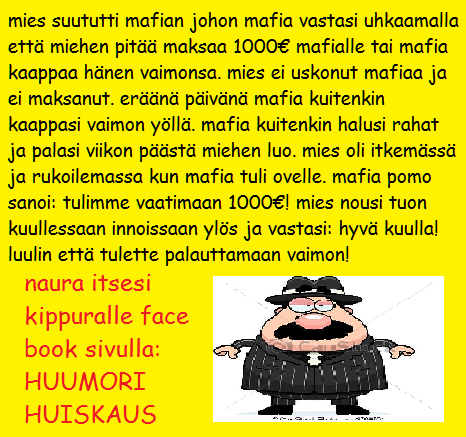 mies suututti mafian johon mafia vastasi uhkaamalla
että miehen pitää maksaa 1000€ mafialle tai mafia
kaappaa hänen vaimonsa. mies ei uskonut mafiaa ja
ei maksanut. eräänä päivänä mafia kuitenkin
kaappasi vaimon yöllä. mafia kuitenkin halusi rahat
ja palasi viikon päästä miehen luo. mies oli itkemässä
ja rukoilemassa kun mafia tuli ovelle. mafia pomo
sanoi: tulimme vaatimaan 1000€! mies nousi tuon
kuullessaan innoissaan ylös ja vastasi: hyvä kuulla!
luulin että tulette palauttamaan vaimon!
naura itsesi
kippuralle face
book sivulla:
HUUMORI
HUISKAUS